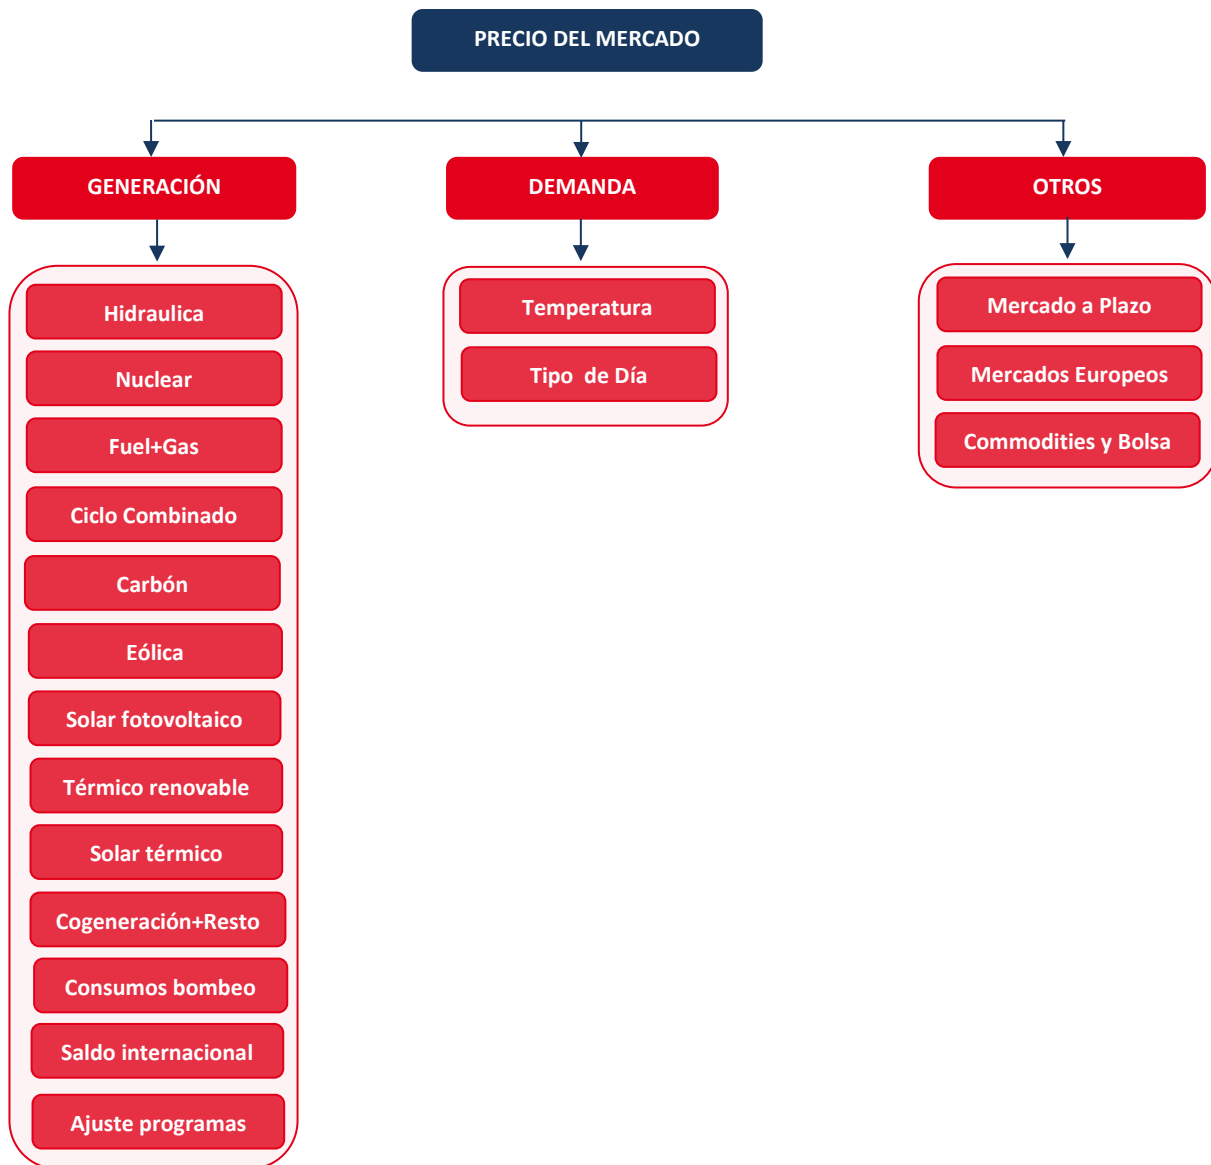 PRECIO DEL MERCADO
GENERACIÓN
DEMANDA
OTROS
Hidraulica
Nuclear
Fuel+Gas
Ciclo Combinado
Carbón
Eólica
Solar fotovoltaico
Térmico renovable
Solar térmico
Cogeneración+Resto
Consumos bombeo
Saldo internacional
Ajuste programas
Temperatura
Tipo de Día
Mercado a Plazo
Mercados Europeos
Commodities y Bolsa